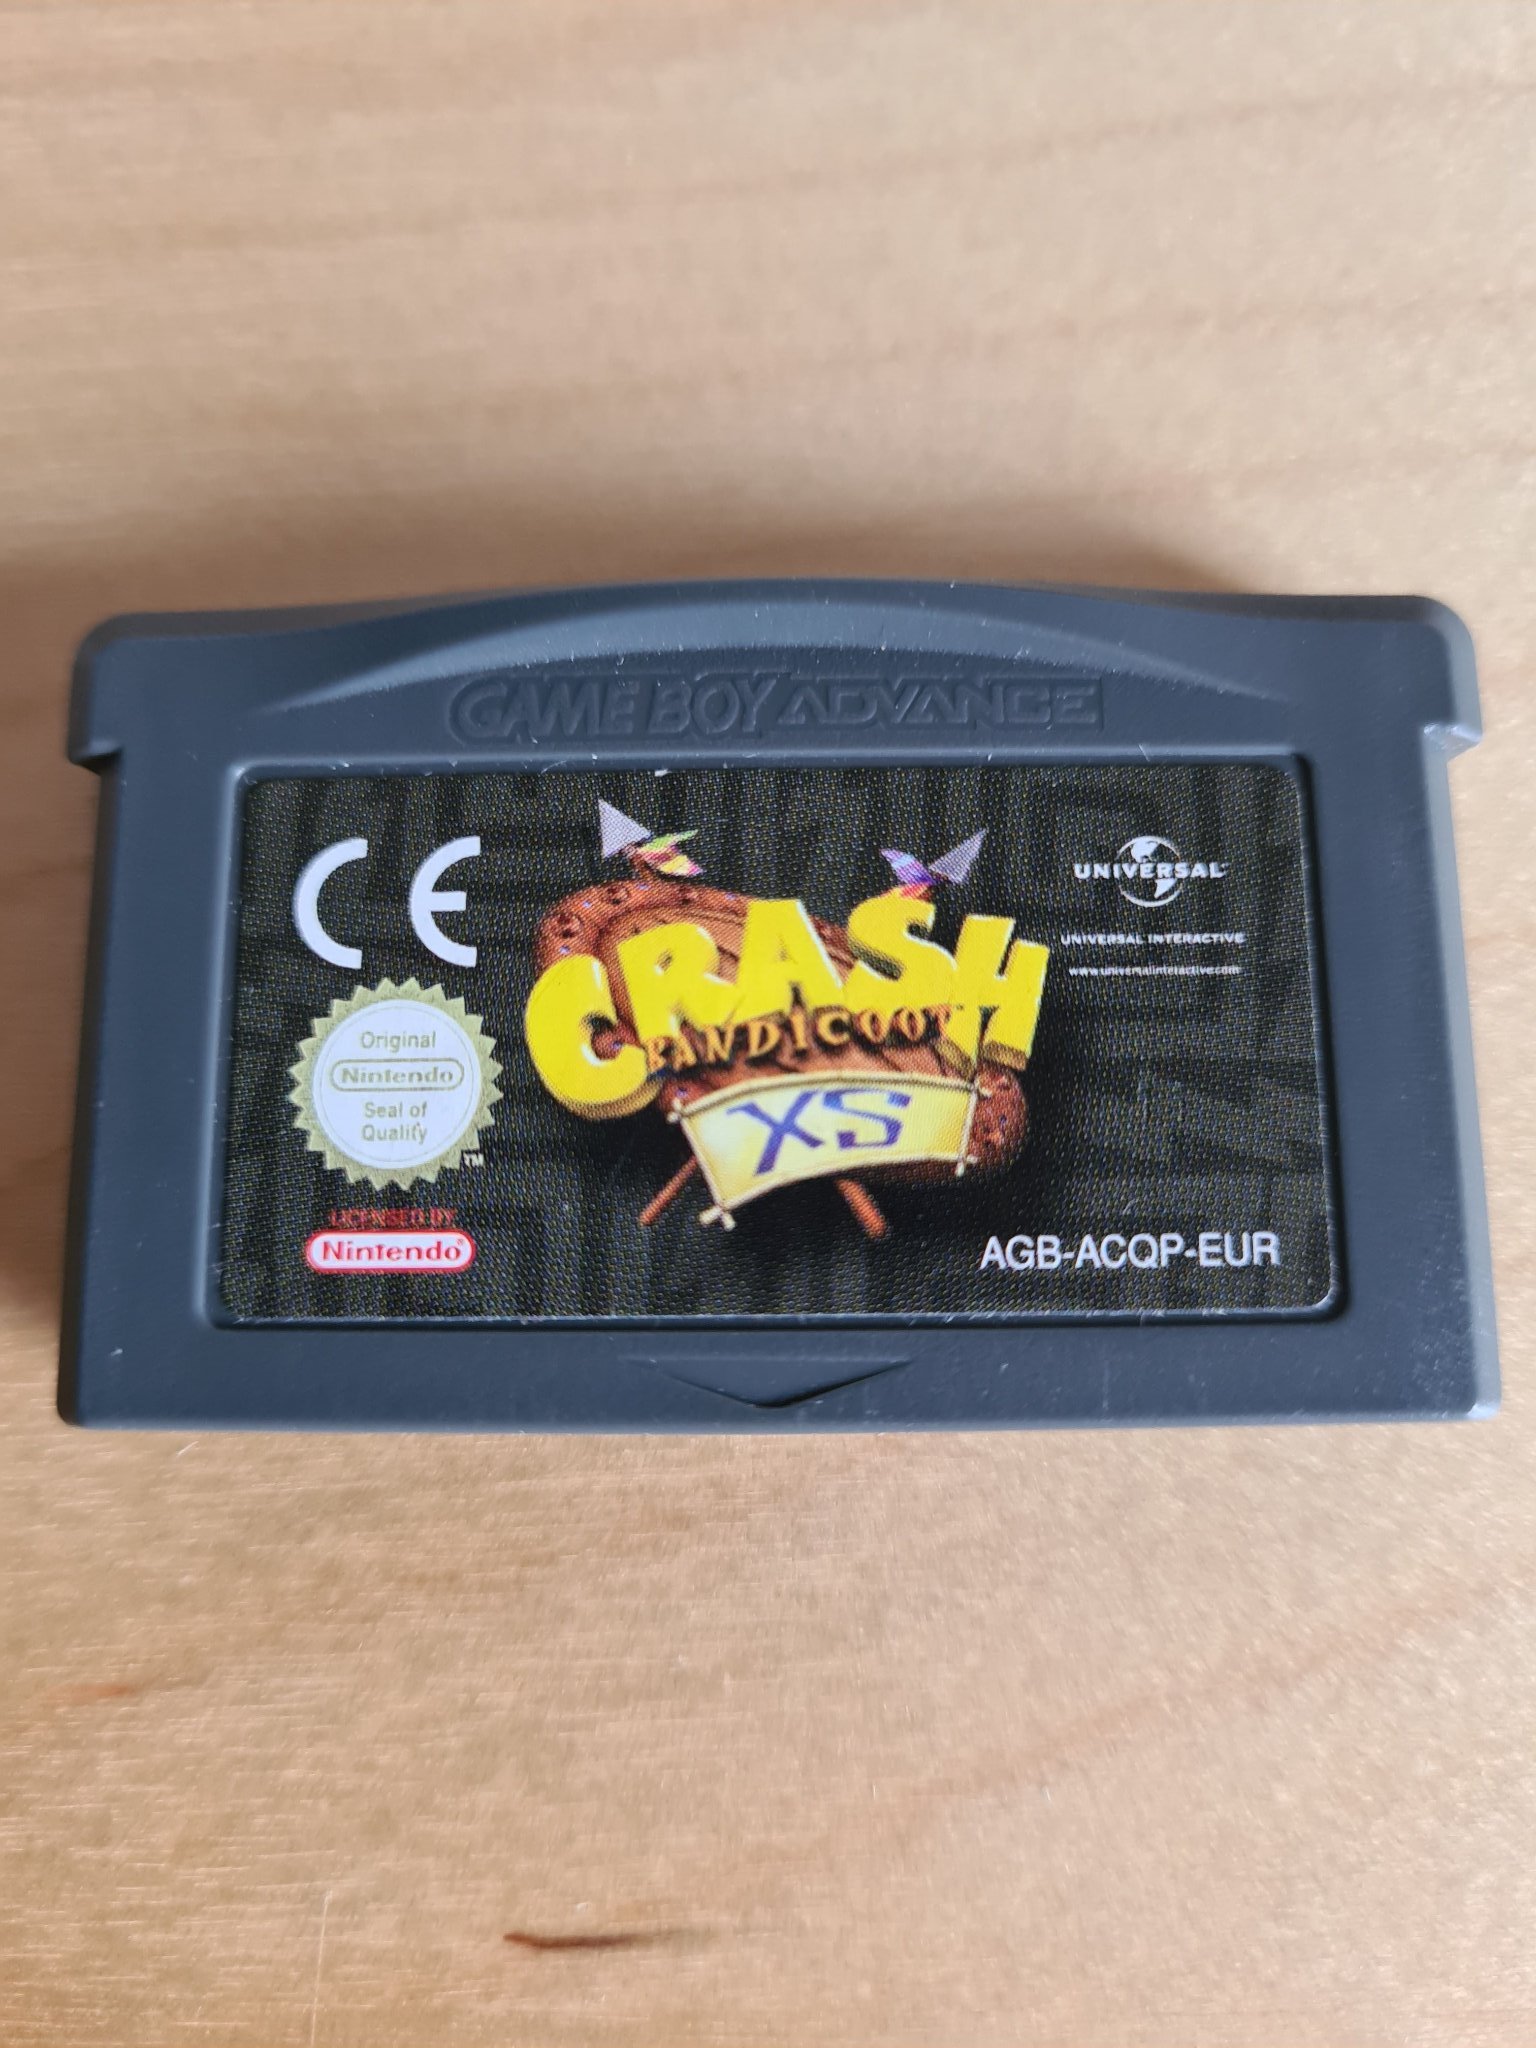 GAME BOY ADVANCE
CE
Original
Nintendo
Seal of
Quality
TM
LICENSED BY
Nintendo®
CRASH
BANDICOOT
XS
UNIVERSAL
UNIVERSAL INTERACTIVE
www.universalinteractive.com
AGB-ACQP-EUR